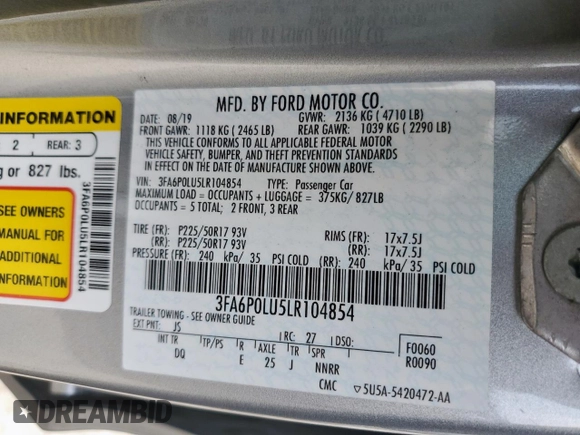 MFD. BY FORD MOTOR CO.
DATE: 08/19 GVWR: 2136 KG ( 4710 LB)
FRONT GAWR: 1118 KG ( 2465 LB) REAR GAWR: 1039 KG ( 2290 LB)
THIS VEHICLE CONFORMS TO ALL APPLICABLE FEDERAL MOTOR
VEHICLE SAFETY, BUMPER, AND THEFT PREVENTION STANDARDS
IN EFFECT ON THE DATE OF MANUFACTURE SHOWN ABOVE.
VIN: 3FA6P0LU5LR104854 TYPE: Passenger Car
MAXIMUM LOAD = OCCUPANTS + LUGGAGE = 375KG/ 827LB
OCCUPANTS = 5 TOTAL; 2 FRONT, 3 REAR
TIRE (FR): P225/50R17 93V RIMS (FR): 17x7.5J
(RR): P225/50R17 93V (RR): 17x7.5J
PRESSURE (FR): 240 kPa/ 35 PSI COLD (RR): 240 kPa/ 35 PSI COLD
3FA6P0LU5LR104854
TRAILER TOWING - SEE OWNER GUIDE
EXT PNT: JS RC: 27 DSO: F0060
INT TR TP/PS R AXLE TR SPR R0090
DQ E 25 J NNRR
CMC 5U5A-5420472-AA
INFORMATION
2 REAR: 3
g or 827 lbs.
SEE OWNERS
MANUAL FOR
ADDITIONAL
INFORMATION
3FA6P0LU5LR104854
DREAMBID